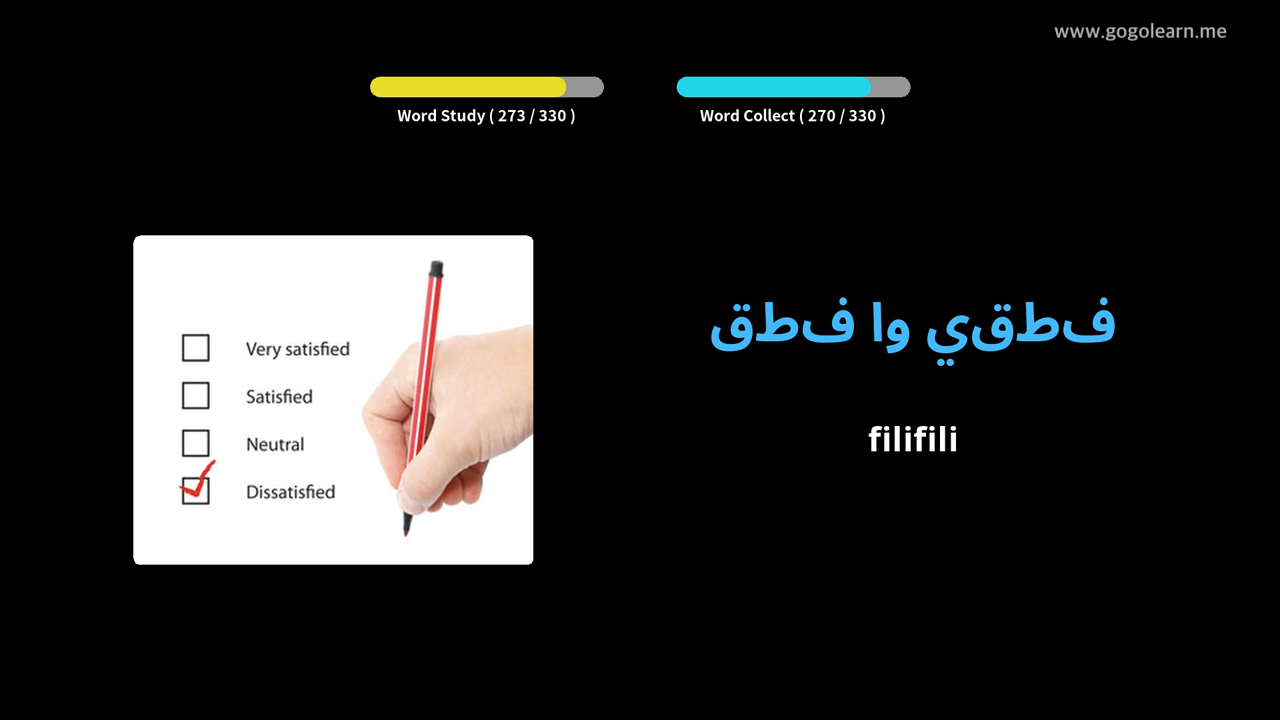 www.gogolearn.me
Word Study ( 273 / 330 )
Word Collect ( 270 / 330 )
Very satisfied
Satisfied
Neutral
Dissatisfied
فطقي وا فطق
filifili